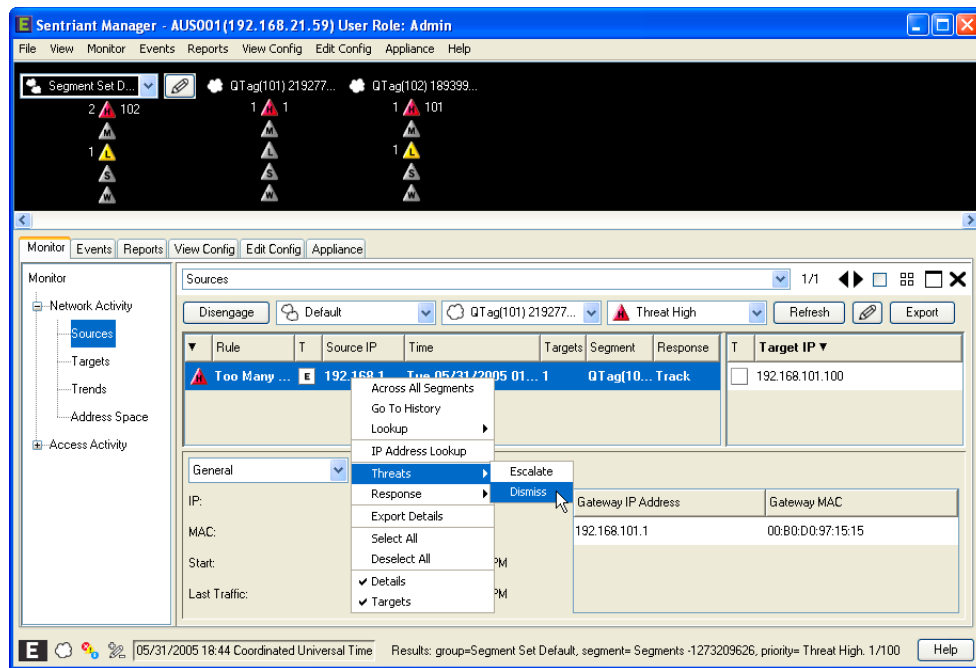 E Sentriant Manager - AUS001(192.168.21.59) User Role: Admin
File View Monitor Events Reports View Config Edit Config Appliance Help
Segment Set D... QTag(101) 219277... QTag(102) 189399...
2 H 102 1 H 1 1 H 101
M M M
1 L L 1 L
S S S
W W W
Monitor Events Reports View Config Edit Config Appliance
Monitor
Network Activity
Sources
Targets
Trends
Address Space
Access Activity
Sources 1/1
Disengage Default QTag(101) 219277... H Threat High Refresh Export
Rule T Source IP Time Targets Segment Response T Target IP
H Too Many ... E 192.168.1 Tue 05/31/2005 01... 1 QTag(10... Track 192.168.101.100
Across All Segments
Go To History
Lookup
IP Address Lookup
Threats
Response
Export Details
Select All
Deselect All
Details
Targets
Escalate
Dismiss
General
IP:
MAC:
Start: PM
Last Traffic: PM
Gateway IP Address Gateway MAC
192.168.101.1 00:B0:D0:97:15:15
E 05/31/2005 18:44 Coordinated Universal Time Results: group=Segment Set Default, segment= Segments -1273209626, priority= Threat High. 1/100 Help